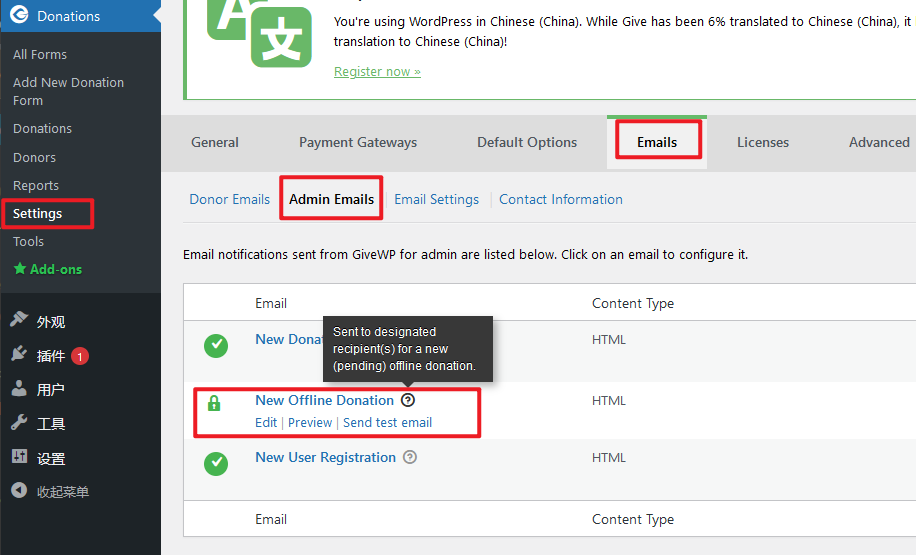 Donations
All Forms
Add New Donation
Form
Donations
Donors
Reports
Settings
Tools
Add-ons
外观
插件 1
用户
工具
设置
收起菜单
A
文
You're using WordPress in Chinese (China). While Give has been 6% translated to Chinese (China), it
translation to Chinese (China)!
Register now »
General Payment Gateways Default Options Emails Licenses Advanced
Donor Emails Admin Emails Email Settings Contact Information
Email notifications sent from GiveWP for admin are listed below. Click on an email to configure it.
Email Content Type
Sent to designated
recipient(s) for a new
(pending) offline donation.
New Dona HTML
New Offline Donation ? HTML
Edit | Preview | Send test email
New User Registration ? HTML
Email Content Type